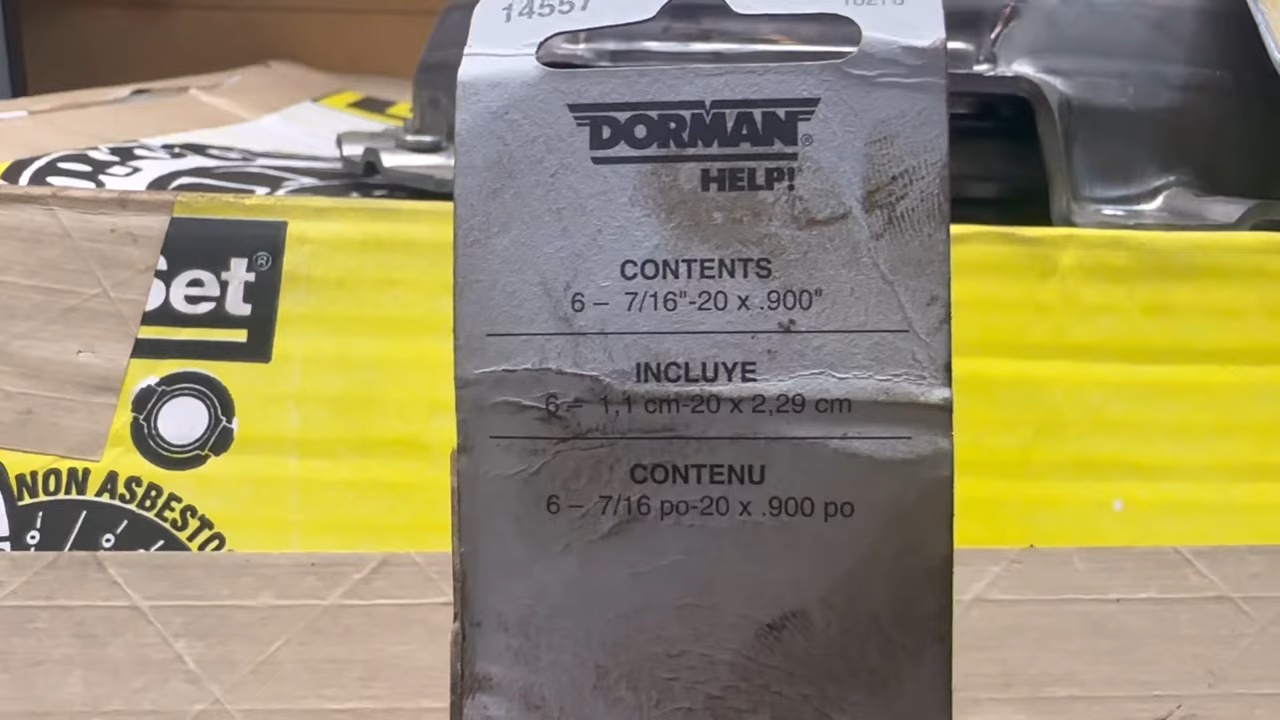 14557
DORMAN®
HELP!
CONTENTS
6 – 7/16"-20 x .900"
INCLUYE
6 – 1,1 cm-20 x 2,29 cm
CONTENU
6 – 7/16 po-20 x .900 po
Set®
NON ASBESTO